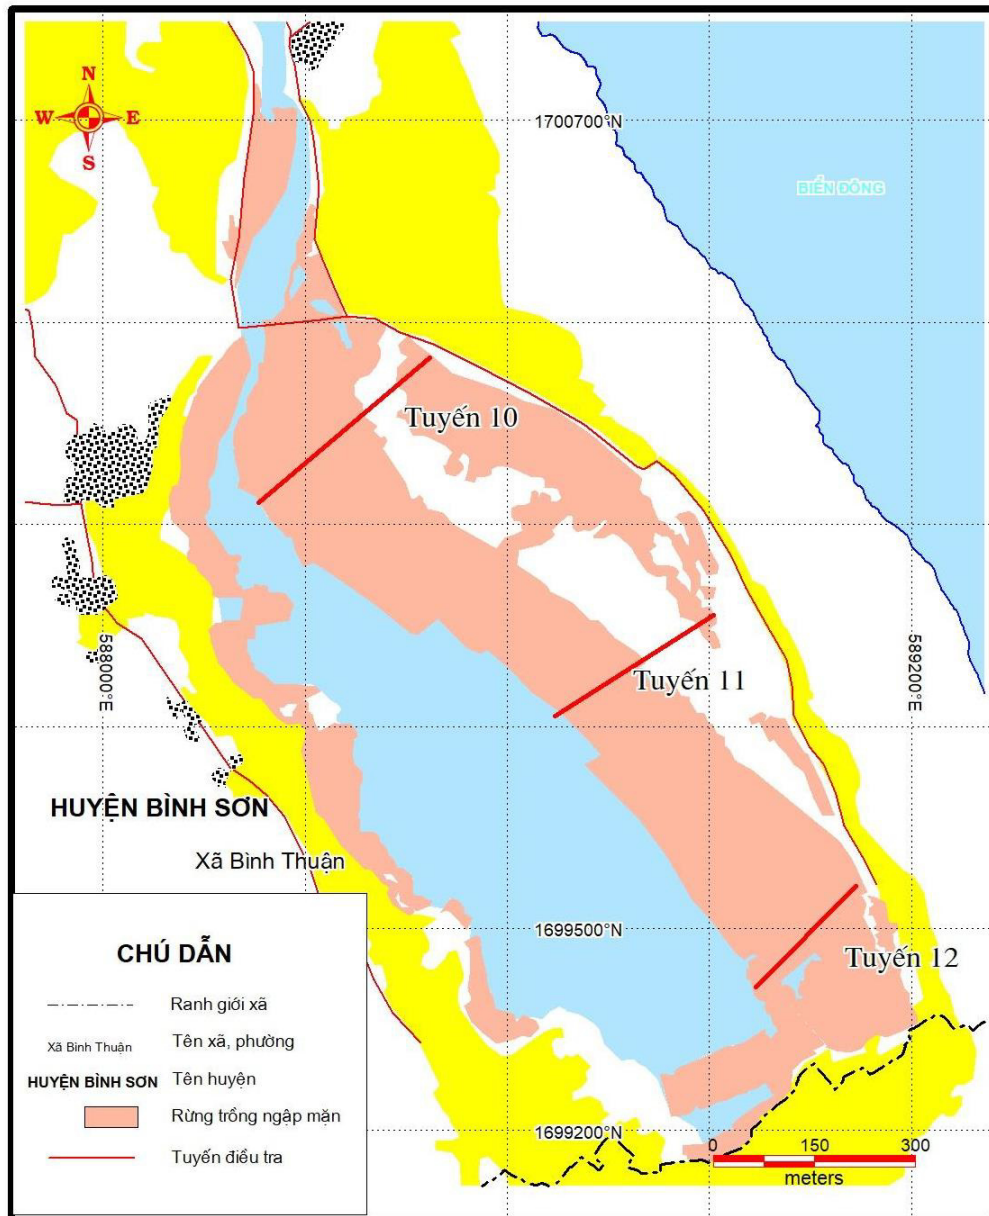 N
W E
S
1700700°N
BIỂN ĐÔNG
Tuyến 10
588000°E
589200°E
Tuyến 11
HUYỆN BÌNH SƠN
Xã Bình Thuận
1699500°N
Tuyến 12
CHÚ DẪN
Ranh giới xã
Xã Bình Thuận Tên xã, phường
HUYỆN BÌNH SƠN Tên huyện
Rừng trồng ngập mặn
Tuyến điều tra
1699200°N
0 150 300
meters